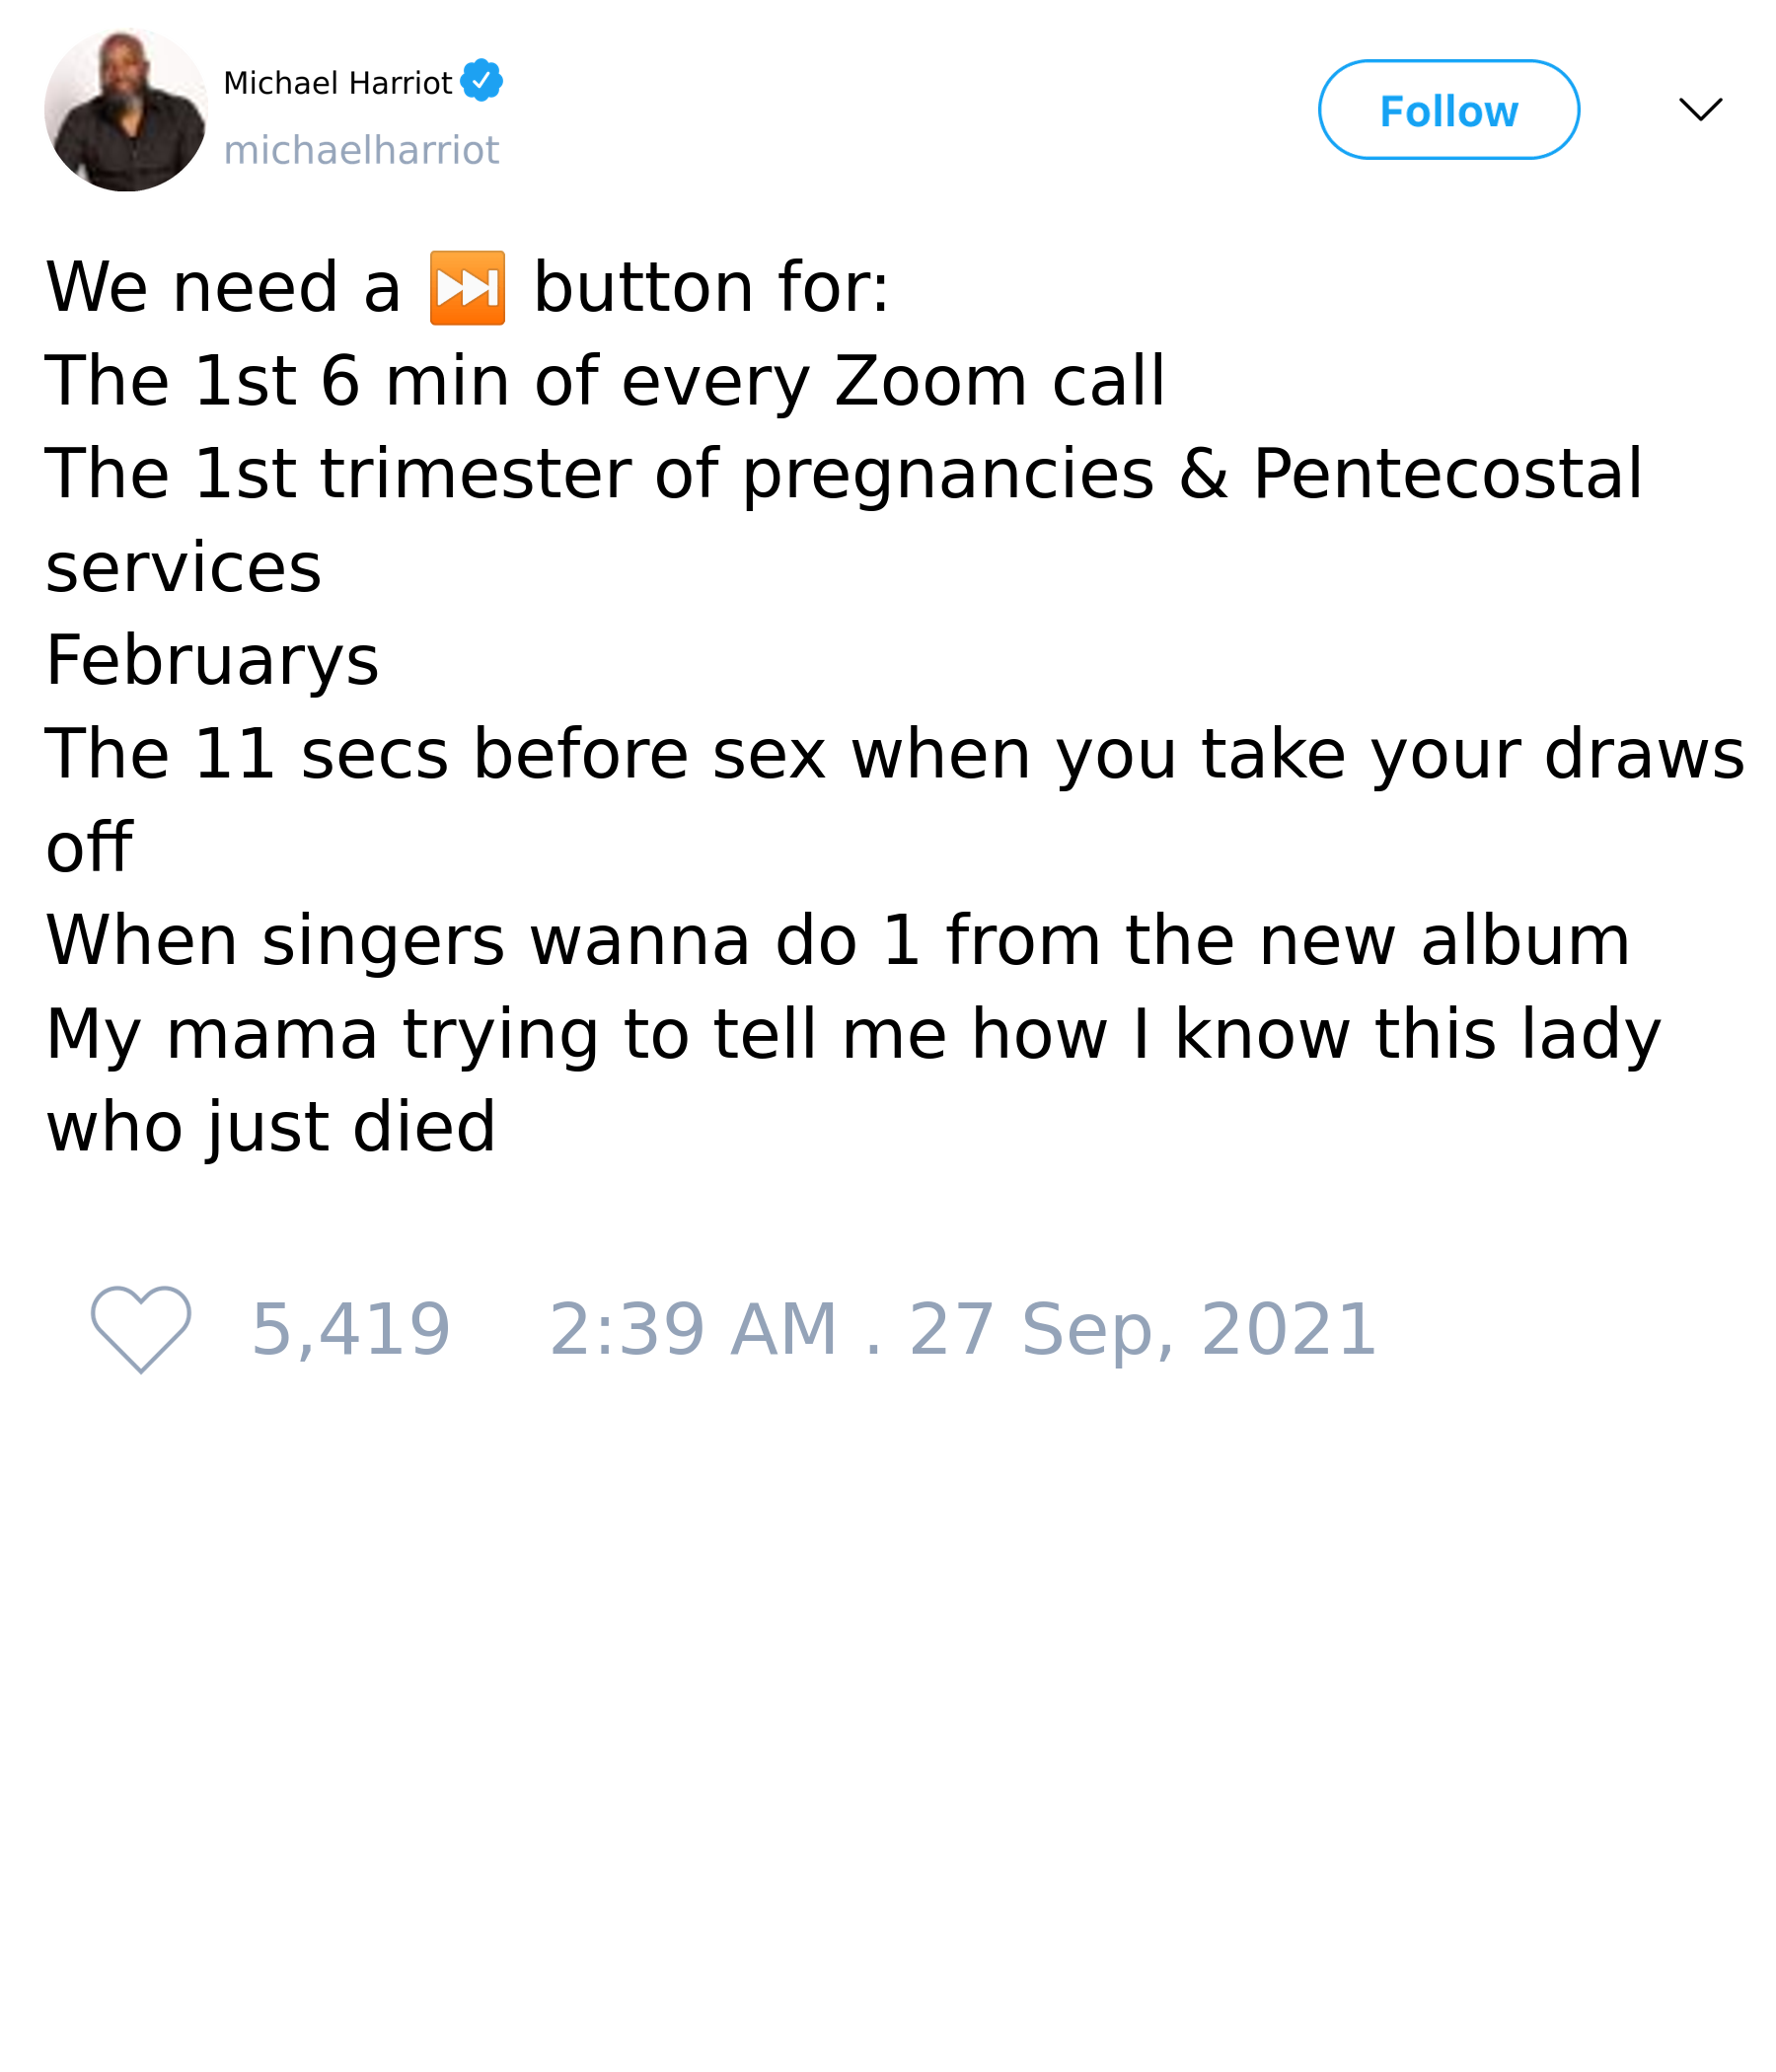 Michael Harriot
michaelharriot
Follow
We need a ⏭ button for:
The 1st 6 min of every Zoom call
The 1st trimester of pregnancies & Pentecostal
services
Februarys
The 11 secs before sex when you take your draws
off
When singers wanna do 1 from the new album
My mama trying to tell me how I know this lady
who just died
5,419 2:39 AM . 27 Sep, 2021